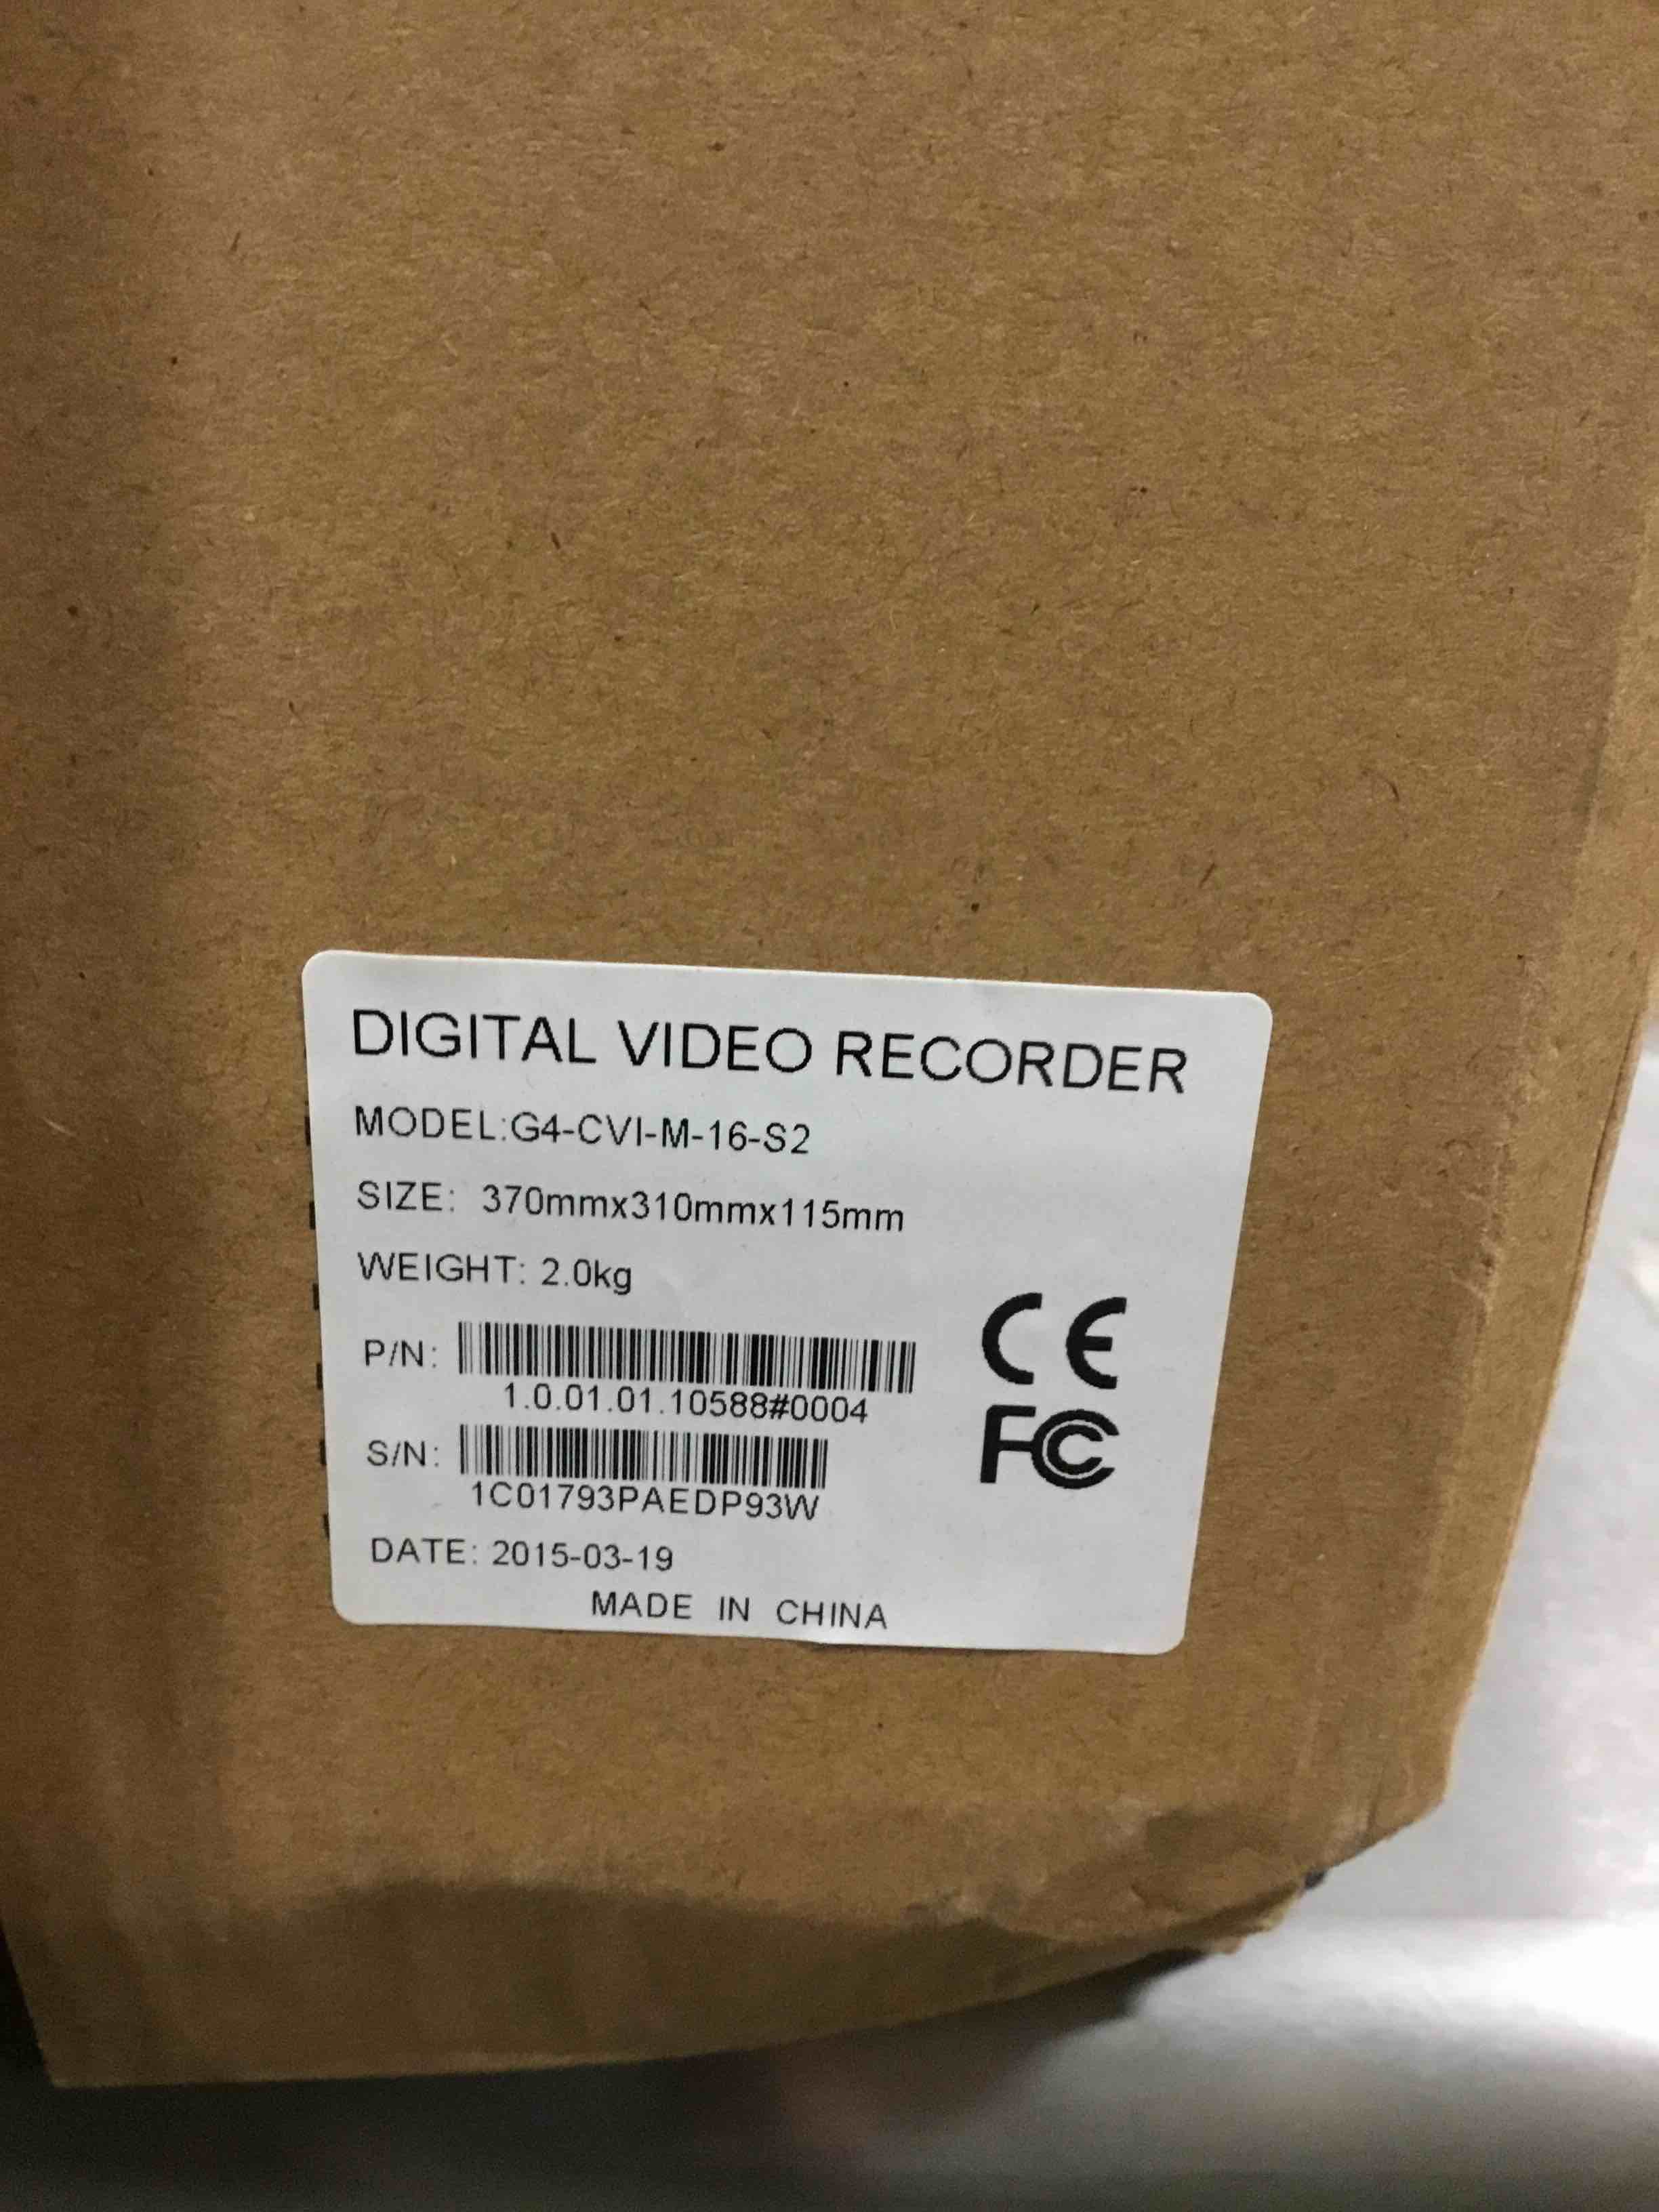 DIGITAL VIDEO RECORDER
MODEL:G4-CVI-M-16-S2
SIZE: 370mmx310mmx115mm
WEIGHT: 2.0kg
P/N:
1.0.01.01.10588#0004
S/N:
1C01793PAEDP93W
DATE: 2015-03-19
MADE IN CHINA
CE
FC